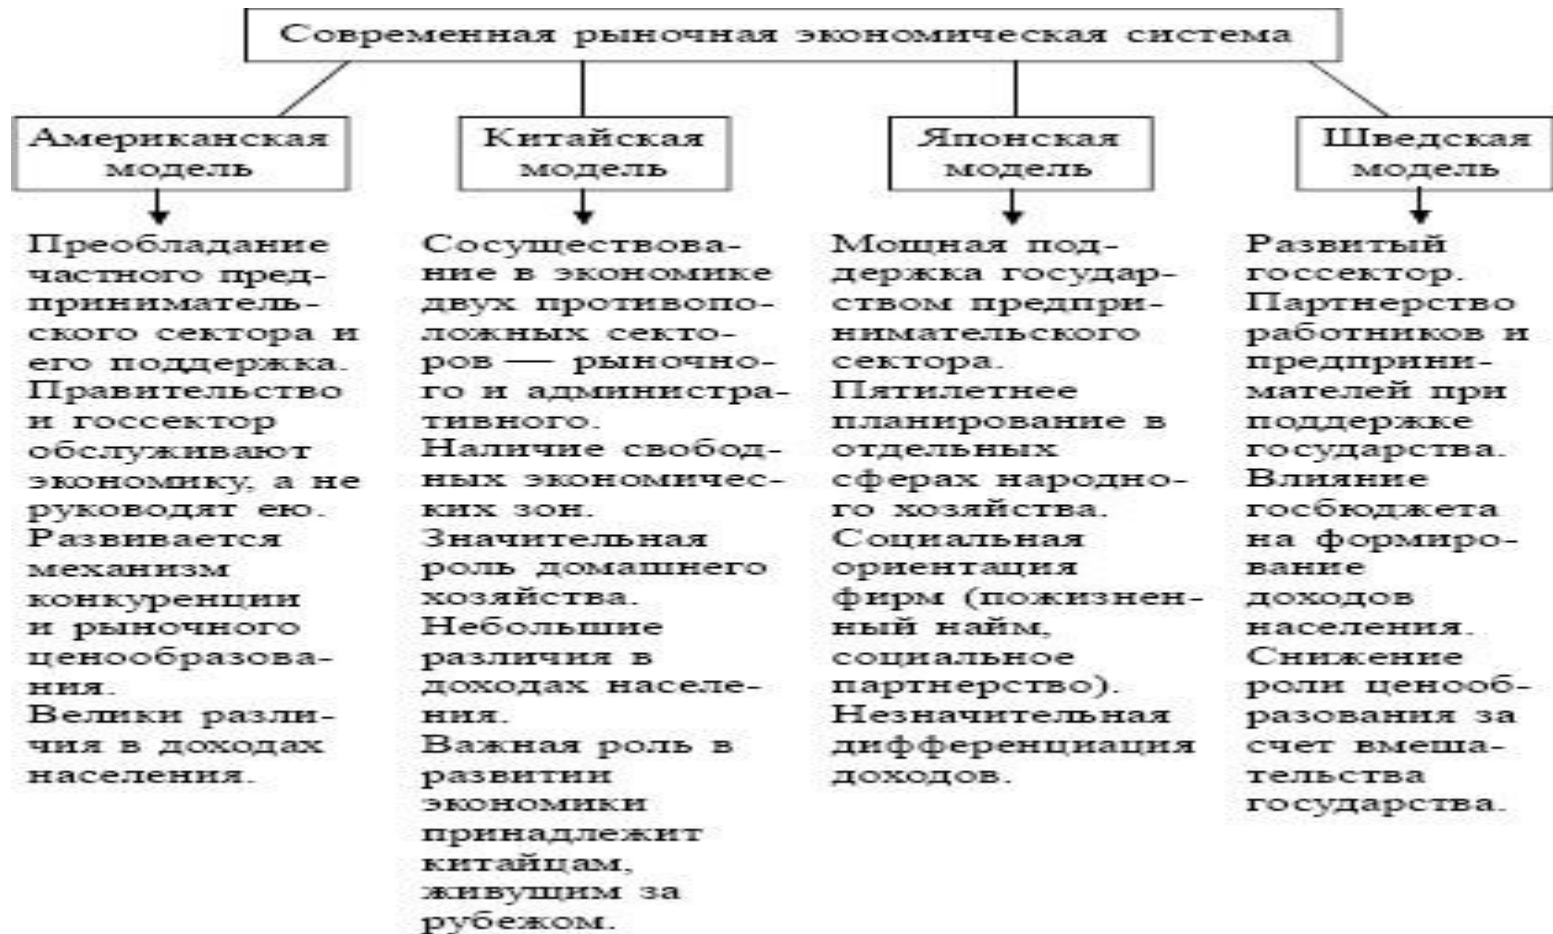 Современная рыночная экономическая система
Американская
модель
Преобладание
частного пред-
приниматель-
ского сектора и
его поддержка.
Правительство
и госсектор
обслуживают
экономику, а не
руководят ею.
Развивается
механизм
конкуренции
и рыночного
ценообразова-
ния.
Велики разли-
чия в доходах
населения.
Китайская
модель
Сосуществова-
ние в экономике
двух противопо-
ложных секто-
ров — рыночно-
го и администра-
тивного.
Наличие свобод-
ных экономичес-
ких зон.
Значительная
роль домашнего
хозяйства.
Небольшие
различия в
доходах населе-
ния.
Важная роль в
развитии
экономики
принадлежит
китайцам,
живущим за
рубежом.
Японская
модель
Мощная под-
держка государ-
ством предпри-
нимательского
сектора.
Пятилетнее
планирование в
отдельных
сферах народно-
го хозяйства.
Социальная
ориентация
фирм (пожизнен-
ный найм,
социальное
партнерство).
Незначительная
дифференциация
доходов.
Шведская
модель
Развитый
госсектор.
Партнерство
работников и
предприни-
мателей при
поддержке
государства.
Влияние
госбюджета
на формиро-
вание
доходов
населения.
Снижение
роли ценооб-
разования за
счет вмеша-
тельства
государства.